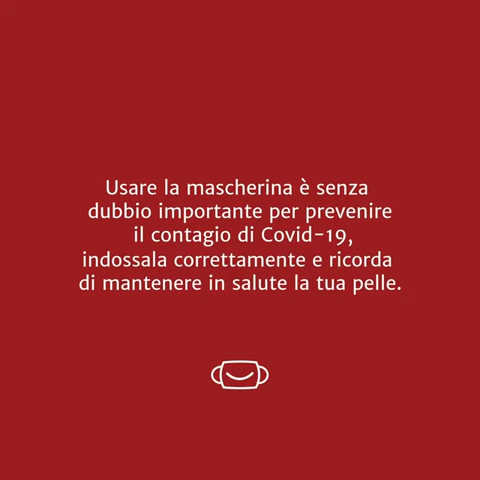 Usare la mascherina è senza
dubbio importante per prevenire
il contagio di Covid-19,
indossala correttamente e ricorda
di mantenere in salute la tua pelle.